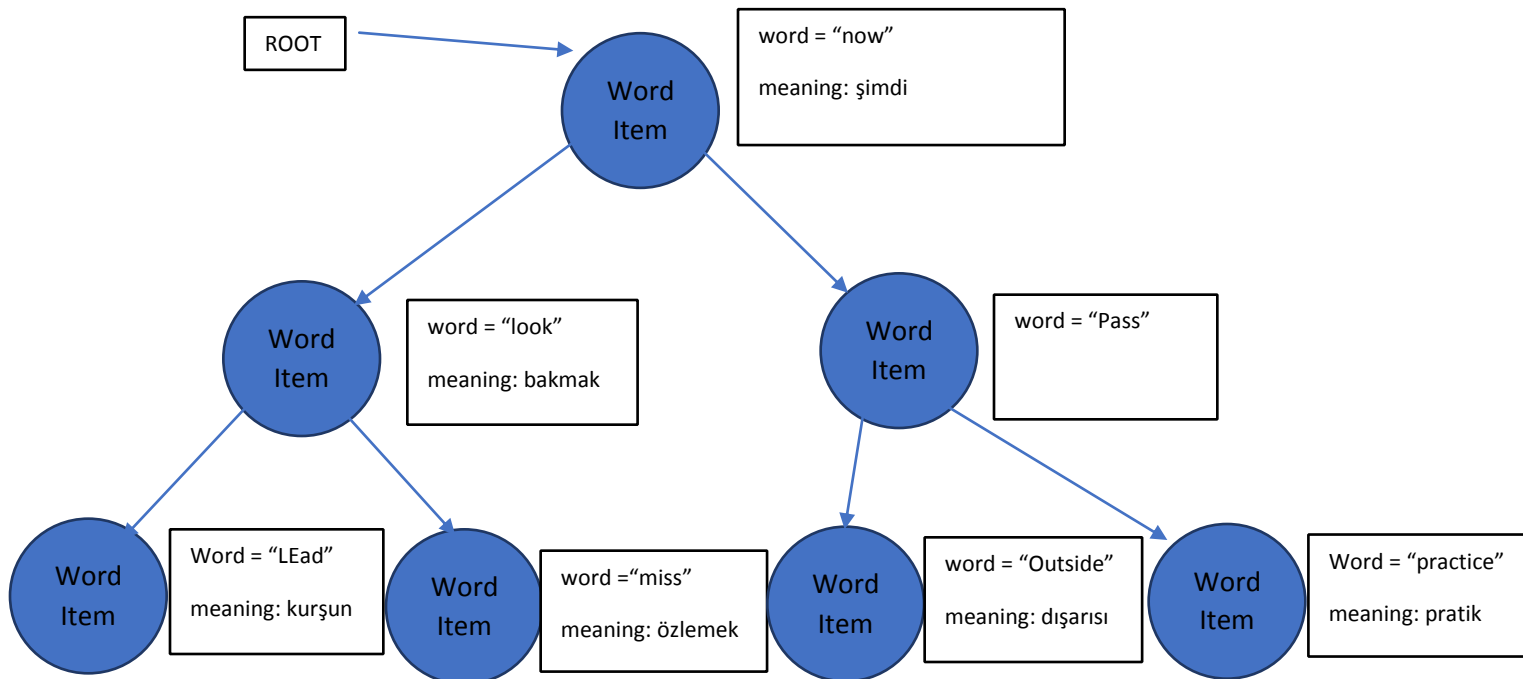 ROOT
Word
Item
word = “now”
meaning: şimdi
Word
Item
word = “look”
meaning: bakmak
Word
Item
word = “Pass”
Word
Item
Word = “LEad”
meaning: kurşun
Word
Item
word =“miss”
meaning: özlemek
Word
Item
word = “Outside”
meaning: dışarısı
Word
Item
Word = “practice”
meaning: pratik